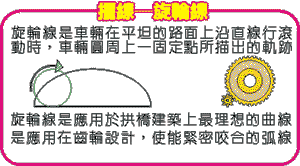 擺線—旋輪線
旋輪線是車輛在平坦的路面上沿直線行滾
動時，車輛圓周上一固定點所描出的軌跡
旋輪線是應用於拱橋建築上最理想的曲線
是應用在齒輪設計，使能緊密咬合的弧線